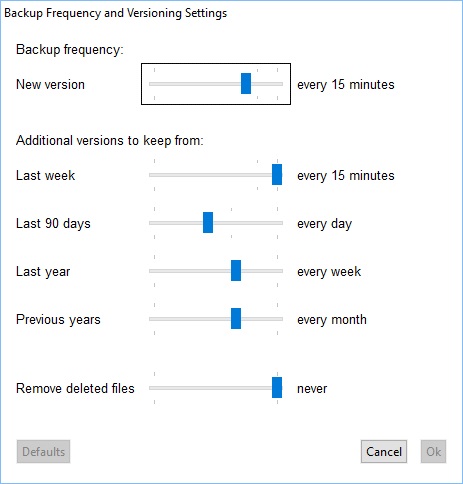 Backup Frequency and Versioning Settings
Backup frequency:
New version every 15 minutes
Additional versions to keep from:
Last week every 15 minutes
Last 90 days every day
Last year every week
Previous years every month
Remove deleted files never
Defaults Cancel Ok